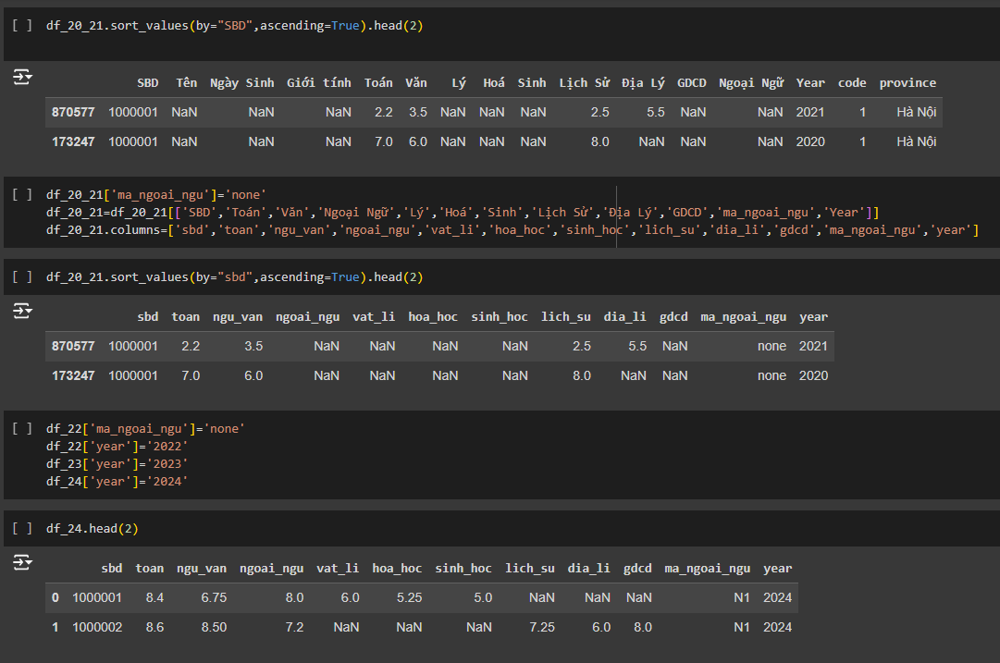 [ ] df_20_21.sort_values(by="SBD",ascending=True).head(2)
SBD Tên Ngày Sinh Giới tính Toán Văn Lý Hoá Sinh Lịch Sử Địa Lý GDCD Ngoại Ngữ Year code province
870577 1000001 NaN NaN NaN 2.2 3.5 NaN NaN NaN 2.5 5.5 NaN NaN 2021 1 Hà Nội
173247 1000001 NaN NaN NaN 7.0 6.0 NaN NaN NaN 8.0 NaN NaN NaN 2020 1 Hà Nội
[ ] df_20_21['ma_ngoai_ngu']='none'
df_20_21=df_20_21[['SBD','Toán','Văn','Ngoại Ngữ','Lý','Hoá','Sinh','Lịch Sử','Địa Lý','GDCD','ma_ngoai_ngu','Year']]
df_20_21.columns=['sbd','toan','ngu_van','ngoai_ngu','vat_li','hoa_hoc','sinh_hoc','lich_su','dia_li','gdcd','ma_ngoai_ngu','year']
[ ] df_20_21.sort_values(by="sbd",ascending=True).head(2)
sbd toan ngu_van ngoai_ngu vat_li hoa_hoc sinh_hoc lich_su dia_li gdcd ma_ngoai_ngu year
870577 1000001 2.2 3.5 NaN NaN NaN NaN 2.5 5.5 NaN none 2021
173247 1000001 7.0 6.0 NaN NaN NaN NaN 8.0 NaN NaN none 2020
[ ] df_22['ma_ngoai_ngu']='none'
df_22['year']='2022'
df_23['year']='2023'
df_24['year']='2024'
[ ] df_24.head(2)
sbd toan ngu_van ngoai_ngu vat_li hoa_hoc sinh_hoc lich_su dia_li gdcd ma_ngoai_ngu year
0 1000001 8.4 6.75 8.0 6.0 5.25 5.0 NaN NaN NaN N1 2024
1 1000002 8.6 8.50 7.2 NaN NaN NaN 7.25 6.0 8.0 N1 2024